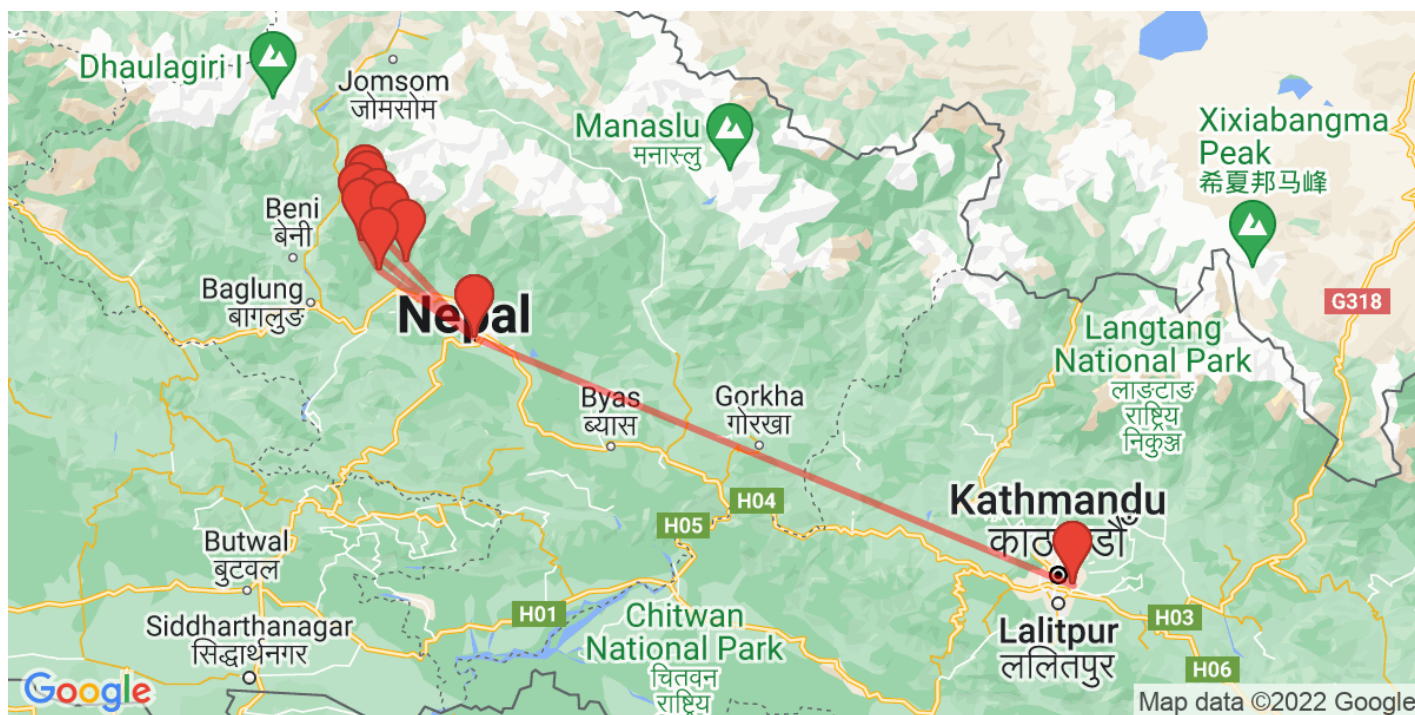 Dhaulagiri I
Jomsom
जोमसोम
Manaslu
मनास्लु
Xixiabangma
Peak
希夏邦马峰
Beni
बेनी
Baglung
बागलुङ
Nepal
G318
Langtang
National Park
लाङटाङ
राष्ट्रिय
निकुञ्ज
Byas
ब्यास
Gorkha
गोरखा
H04
H05
Kathmandu
Butwal
बुटवल
H01
Chitwan
National Park
चितवन
राष्ट्रिय
H03
Siddharthanagar
सिद्धार्थनगर
Lalitpur
ललितपुर
H06
Google
Map data ©2022 Google